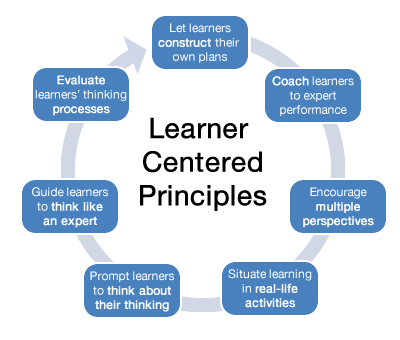 Let learners
construct their
own plans
Coach learners
to expert
performance
Encourage
multiple
perspectives
Situate learning
in real-life
activities
Prompt learners
to think about
their thinking
Guide learners
to think like
an expert
Evaluate
learners' thinking
processes
Learner
Centered
Principles